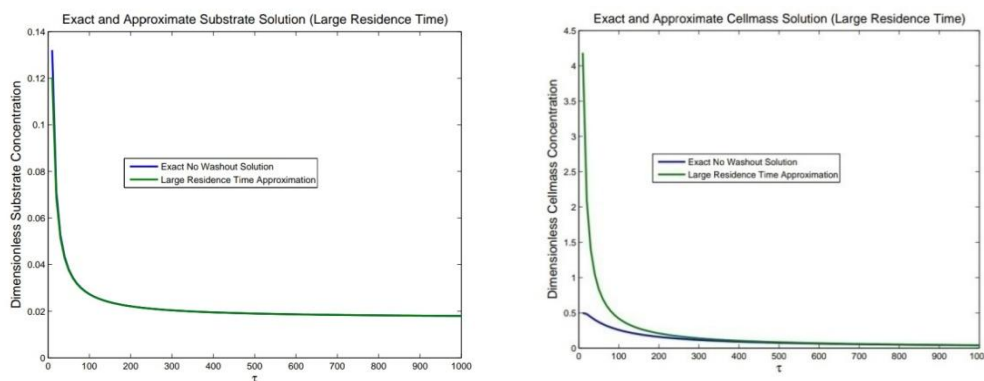 Exact and Approximate Substrate Solution (Large Residence Time)
Dimensionless Substrate Concentration
0.14
0.12
0.1
0.08
0.06
0.04
0.02
0
Exact No Washout Solution
Large Residence Time Approximation
0 100 200 300 400 500 600 700 800 900 1000
τ
Exact and Approximate Cellmass Solution (Large Residence Time)
Dimensionless Cellmass Concentration
4.5
4
3.5
3
2.5
2
1.5
1
0.5
0
Exact No Washout Solution
Large Residence Time Approximation
0 100 200 300 400 500 600 700 800 900 1000
τ